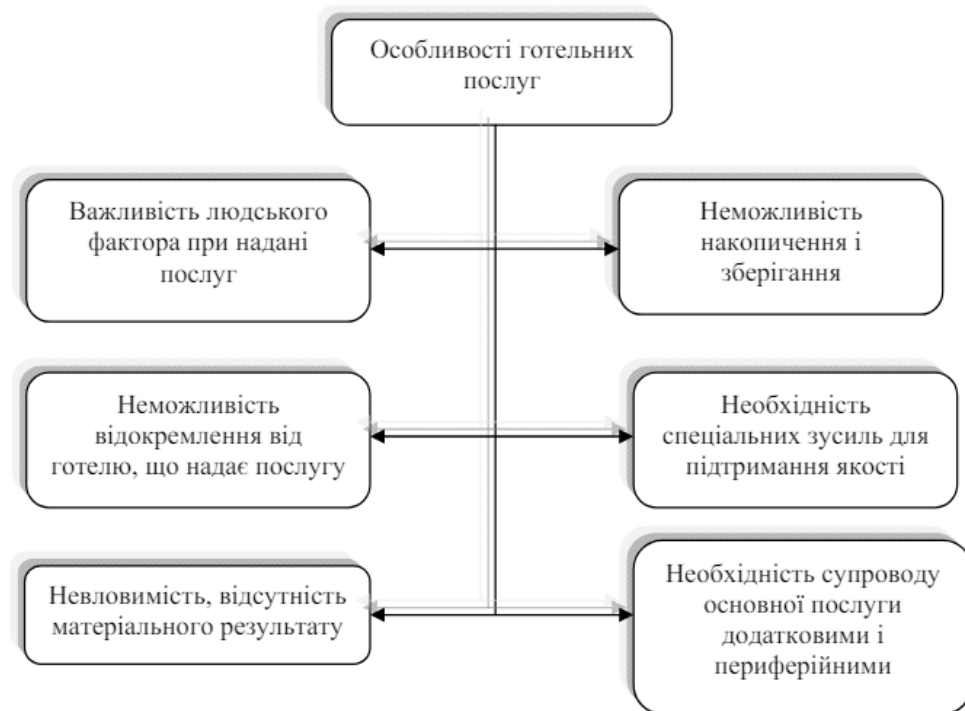 Особливості готельних
послуг
Важливість людського
фактора при надані
послуг
Неможливість
накопичення і
зберігання
Неможливість
відокремлення від
готелю, що надає послугу
Необхідність
спеціальних зусиль для
підтримання якості
Невловимість, відсутність
матеріального результату
Необхідність супроводу
основної послуги
додатковими і
периферійними